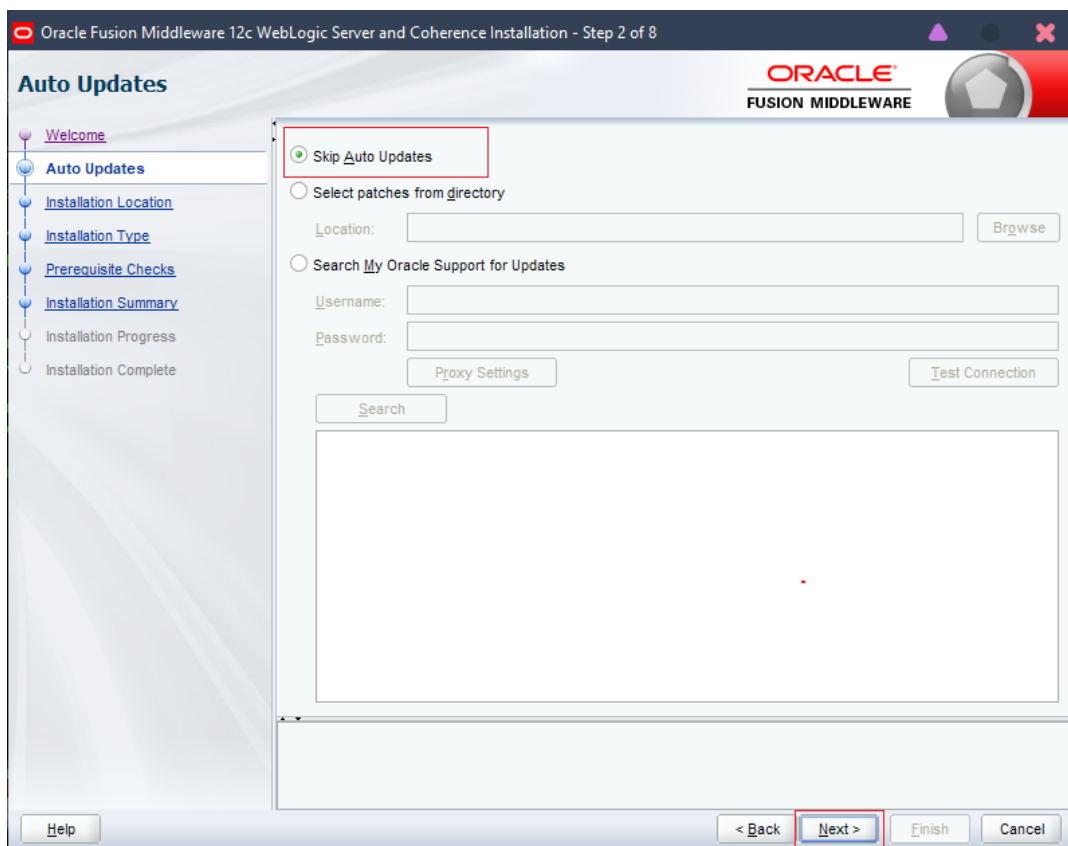 Oracle Fusion Middleware 12c WebLogic Server and Coherence Installation - Step 2 of 8
Auto Updates
ORACLE
FUSION MIDDLEWARE
Welcome
Auto Updates
Installation Location
Installation Type
Prerequisite Checks
Installation Summary
Installation Progress
Installation Complete
Skip Auto Updates
Select patches from directory
Location:
Browse
Search My Oracle Support for Updates
Username:
Password:
Proxy Settings
Test Connection
Search
Help
< Back
Next >
Finish
Cancel